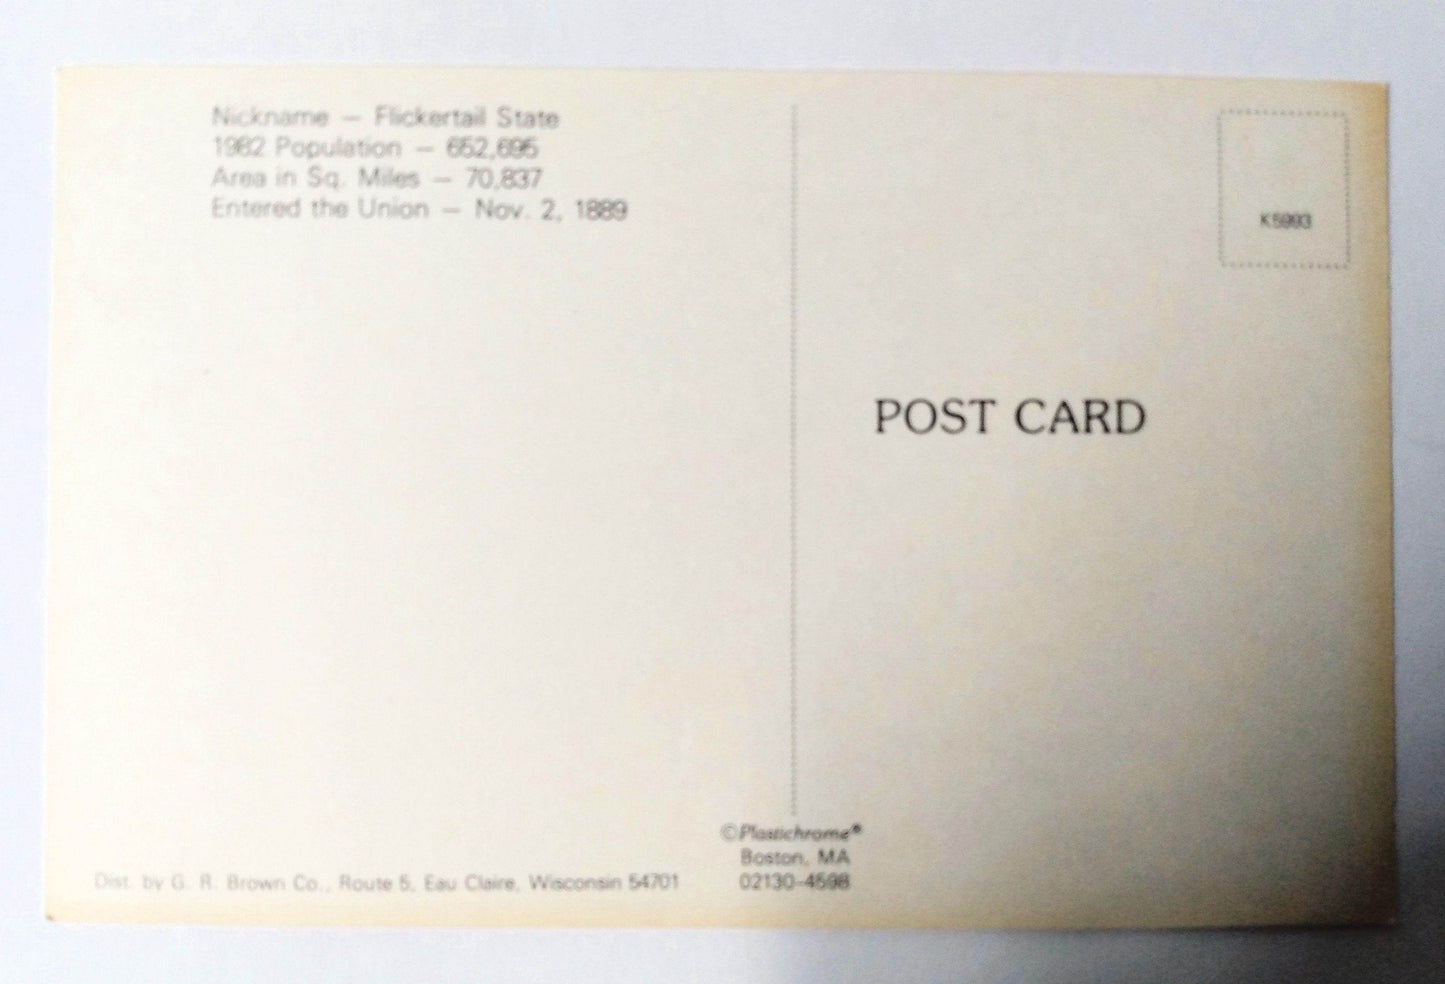 Nickname — Flickertail State
1982 Population — 652,695
Area in Sq. Miles — 70,837
Entered the Union — Nov. 2, 1889
K5993
POST CARD
©Plastichrome®
Boston, MA
02130-4598
Dist. by G. R. Brown Co., Route 5, Eau Claire, Wisconsin 54701